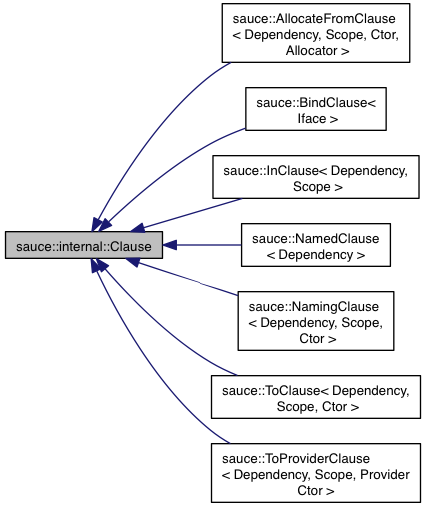 sauce::AllocateFromClause
< Dependency, Scope, Ctor,
Allocator >
sauce::BindClause<
Iface >
sauce::InClause< Dependency,
Scope >
sauce::internal::Clause
sauce::NamedClause
< Dependency >
sauce::NamingClause
< Dependency, Scope,
Ctor >
sauce::ToClause< Dependency,
Scope, Ctor >
sauce::ToProviderClause
< Dependency, Scope, Provider
Ctor >